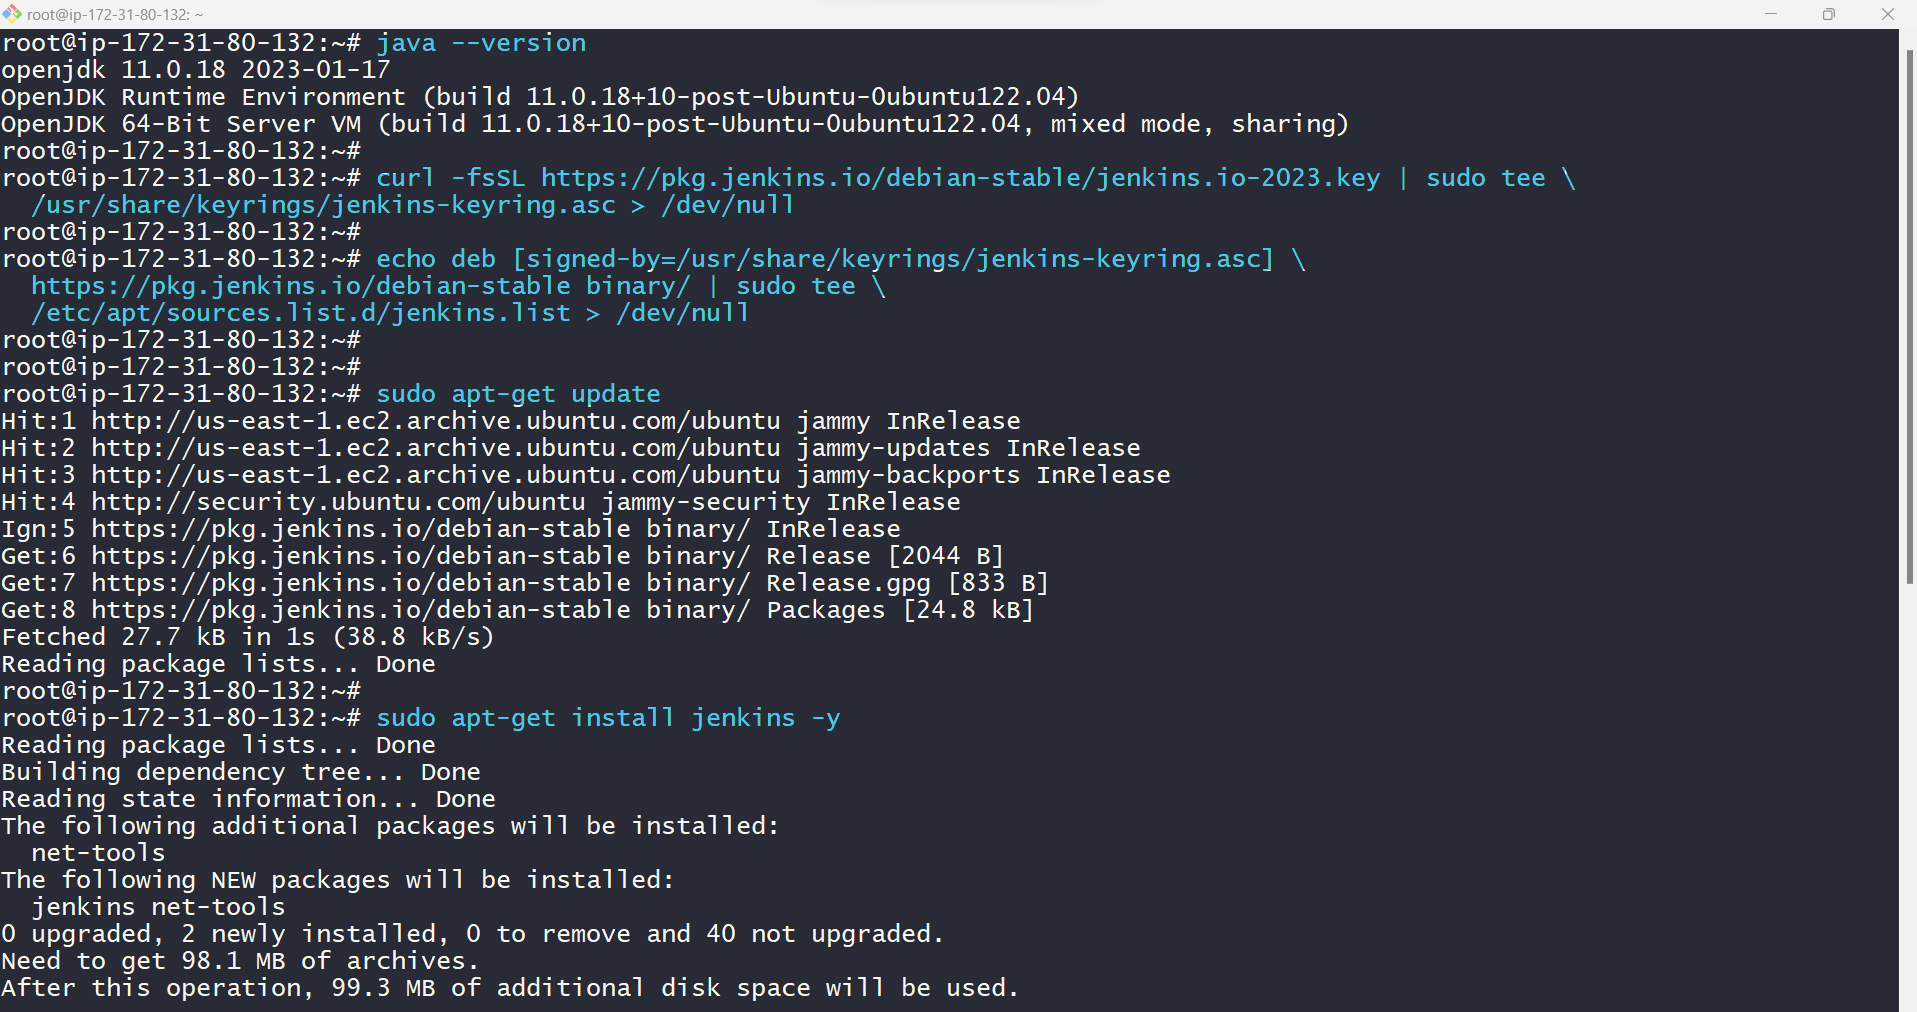 root@ip-172-31-80-132: ~
root@ip-172-31-80-132:~# java --version
openjdk 11.0.18 2023-01-17
OpenJDK Runtime Environment (build 11.0.18+10-post-Ubuntu-0ubuntu122.04)
OpenJDK 64-Bit Server VM (build 11.0.18+10-post-Ubuntu-0ubuntu122.04, mixed mode, sharing)
root@ip-172-31-80-132:~#
root@ip-172-31-80-132:~# curl -fsSL https://pkg.jenkins.io/debian-stable/jenkins.io-2023.key | sudo tee \
  /usr/share/keyrings/jenkins-keyring.asc > /dev/null
root@ip-172-31-80-132:~#
root@ip-172-31-80-132:~# echo deb [signed-by=/usr/share/keyrings/jenkins-keyring.asc] \
  https://pkg.jenkins.io/debian-stable binary/ | sudo tee \
  /etc/apt/sources.list.d/jenkins.list > /dev/null
root@ip-172-31-80-132:~#
root@ip-172-31-80-132:~#
root@ip-172-31-80-132:~# sudo apt-get update
Hit:1 http://us-east-1.ec2.archive.ubuntu.com/ubuntu jammy InRelease
Hit:2 http://us-east-1.ec2.archive.ubuntu.com/ubuntu jammy-updates InRelease
Hit:3 http://us-east-1.ec2.archive.ubuntu.com/ubuntu jammy-backports InRelease
Hit:4 http://security.ubuntu.com/ubuntu jammy-security InRelease
Ign:5 https://pkg.jenkins.io/debian-stable binary/ InRelease
Get:6 https://pkg.jenkins.io/debian-stable binary/ Release [2044 B]
Get:7 https://pkg.jenkins.io/debian-stable binary/ Release.gpg [833 B]
Get:8 https://pkg.jenkins.io/debian-stable binary/ Packages [24.8 kB]
Fetched 27.7 kB in 1s (38.8 kB/s)
Reading package lists... Done
root@ip-172-31-80-132:~#
root@ip-172-31-80-132:~# sudo apt-get install jenkins -y
Reading package lists... Done
Building dependency tree... Done
Reading state information... Done
The following additional packages will be installed:
  net-tools
The following NEW packages will be installed:
  jenkins net-tools
0 upgraded, 2 newly installed, 0 to remove and 40 not upgraded.
Need to get 98.1 MB of archives.
After this operation, 99.3 MB of additional disk space will be used.